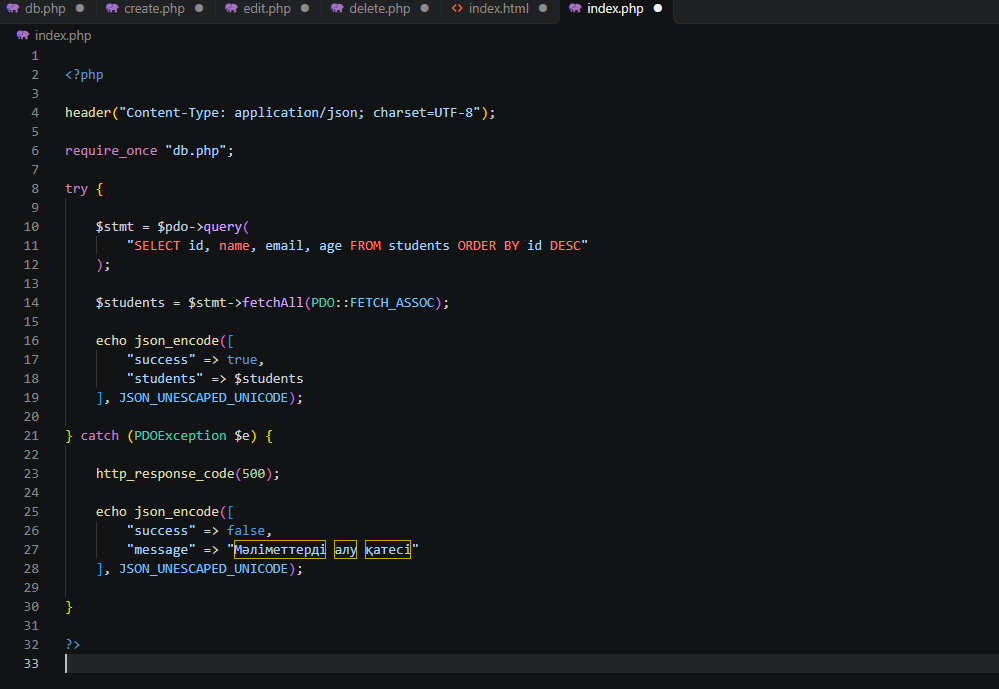 db.php
create.php
edit.php
delete.php
index.html
index.php
index.php
1
2 <?php
3
4 header("Content-Type: application/json; charset=UTF-8");
5
6 require_once "db.php";
7
8 try {
9
10     $stmt = $pdo->query(
11         "SELECT id, name, email, age FROM students ORDER BY id DESC"
12     );
13
14     $students = $stmt->fetchAll(PDO::FETCH_ASSOC);
15
16     echo json_encode([
17         "success" => true,
18         "students" => $students
19     ], JSON_UNESCAPED_UNICODE);
20
21 } catch (PDOException $e) {
22
23     http_response_code(500);
24
25     echo json_encode([
26         "success" => false,
27         "message" => "Мәліметтерді алу қатесі"
28     ], JSON_UNESCAPED_UNICODE);
29
30 }
31
32 ?>
33